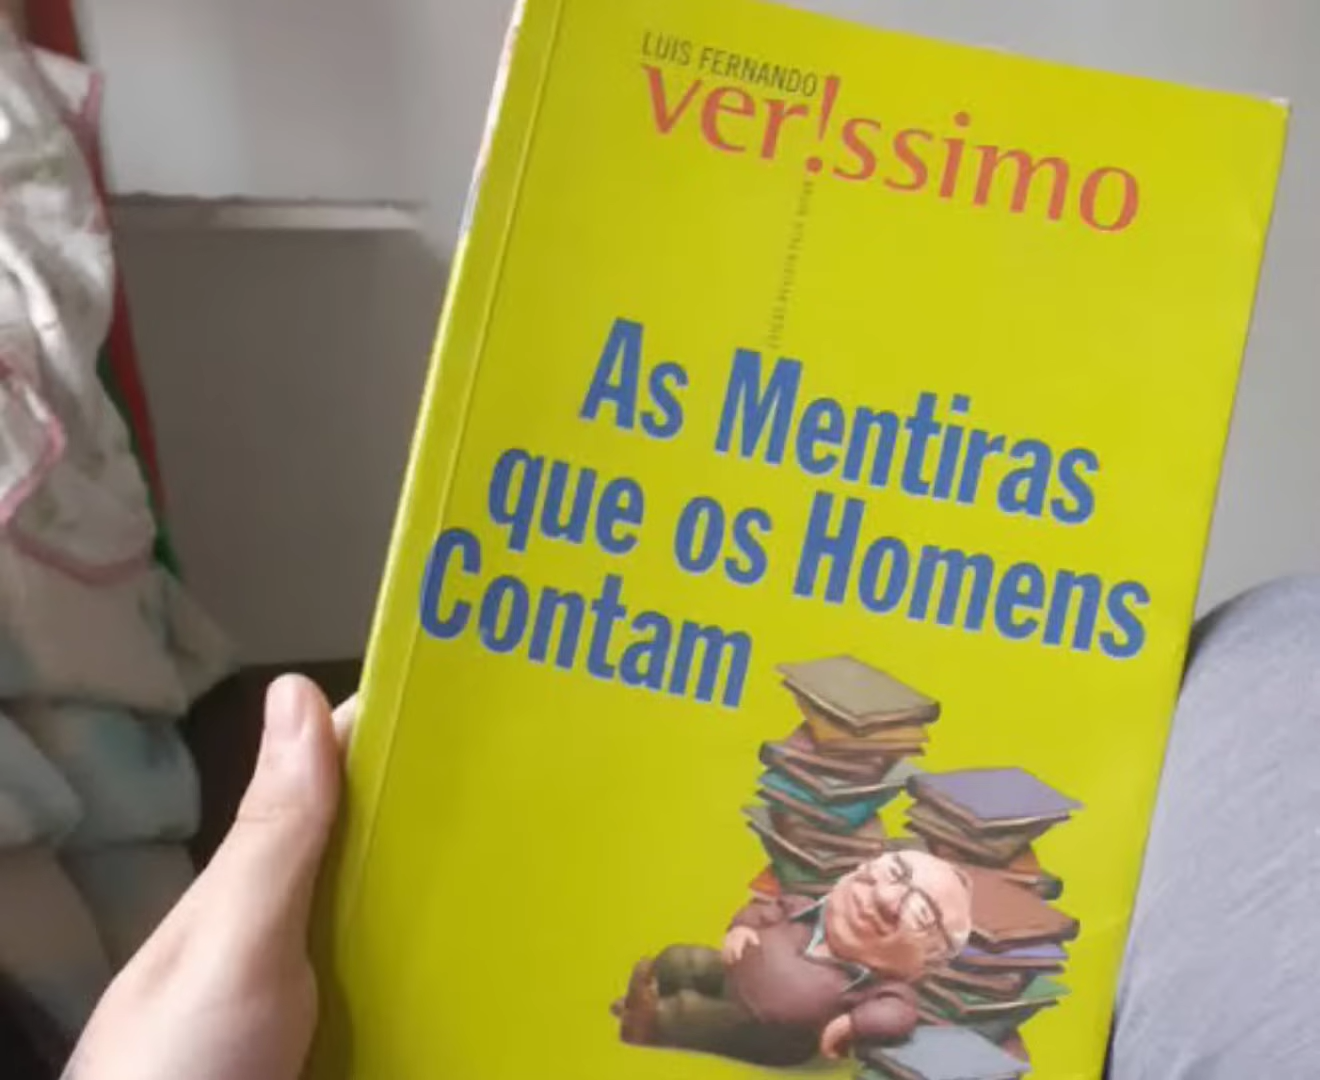 LUIS FERNANDO
ver!ssimo
As Mentiras
que os Homens
Contam